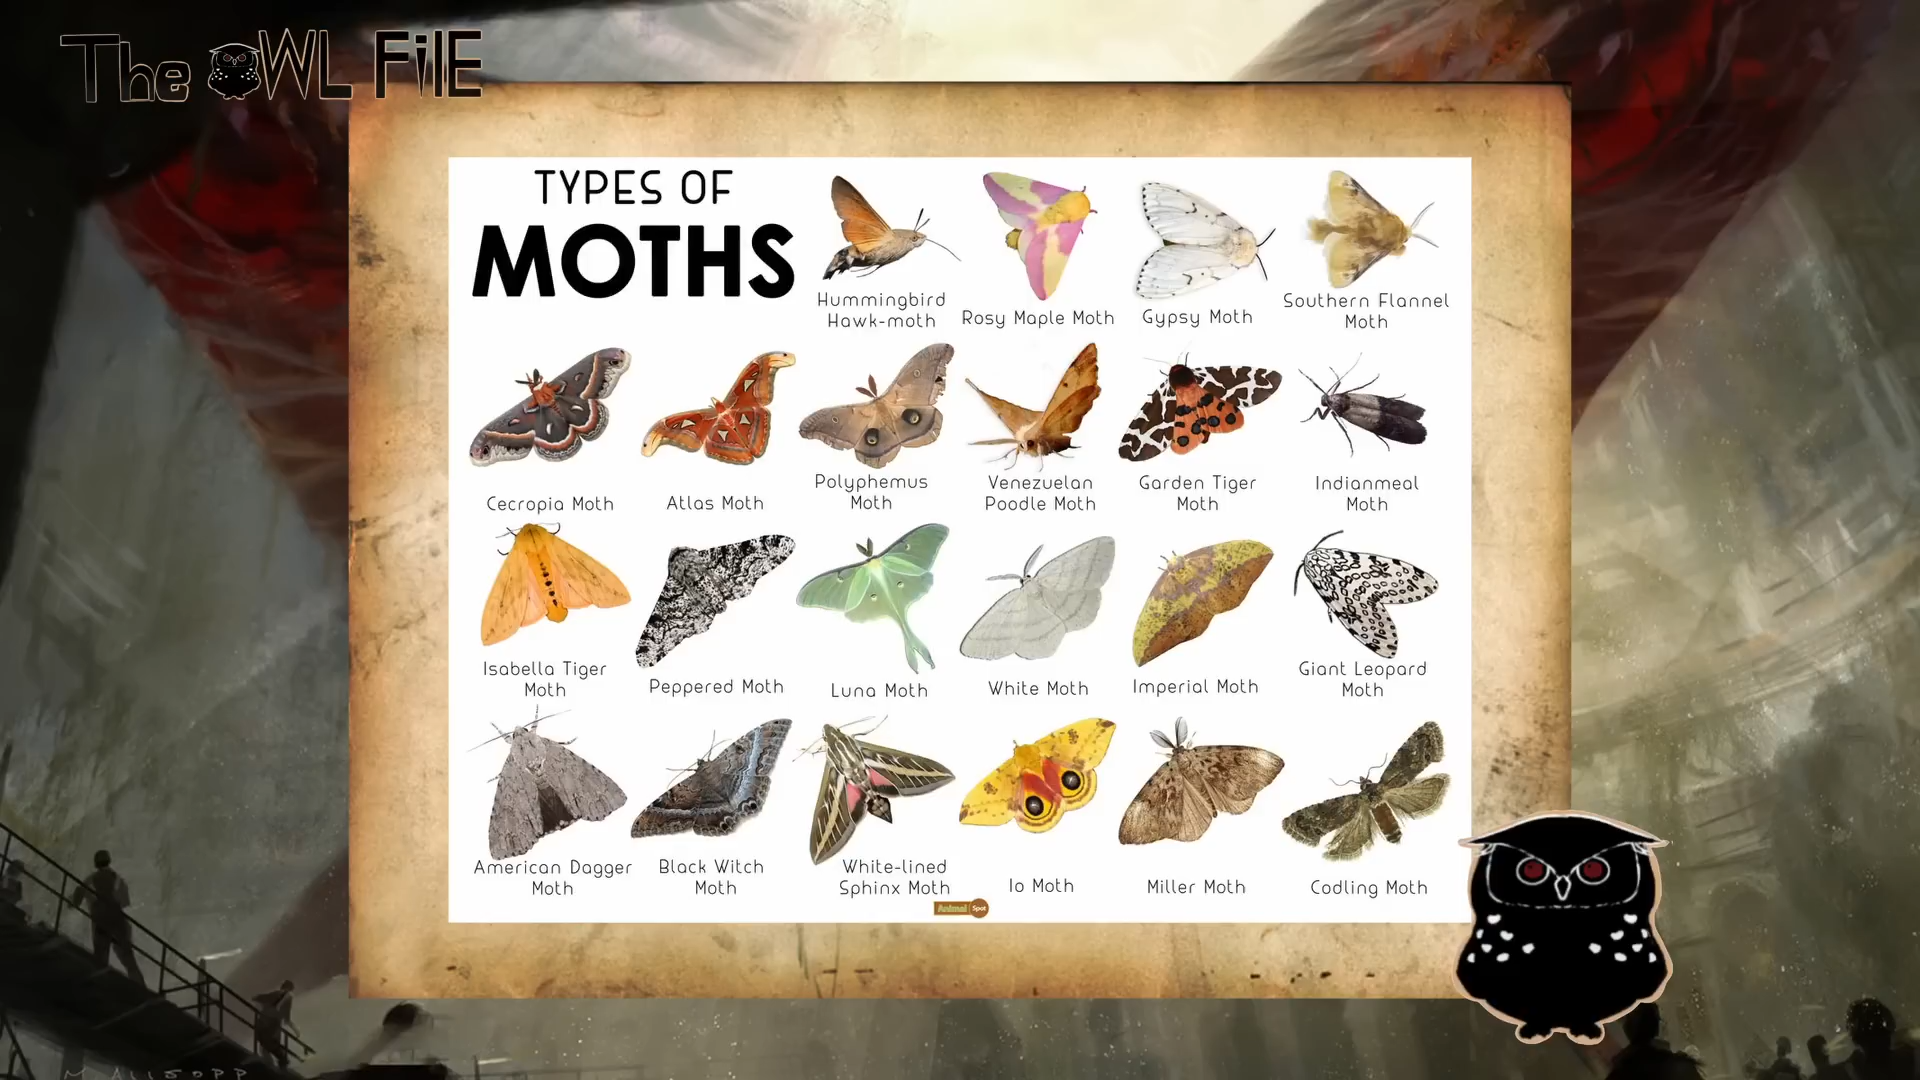 The OWL FilE
TYPES OF
MOTHS
Hummingbird
Hawk-moth
Rosy Maple Moth
Gypsy Moth
Southern Flannel
Moth
Cecropia Moth
Atlas Moth
Polyphemus
Moth
Venezuelan
Poodle Moth
Garden Tiger
Moth
Indianmeal
Moth
Isabella Tiger
Moth
Peppered Moth
Luna Moth
White Moth
Imperial Moth
Giant Leopard
Moth
American Dagger
Moth
Black Witch
Moth
White-lined
Sphinx Moth
Io Moth
Miller Moth
Codling Moth
Animal Spot
M ALLSOPP